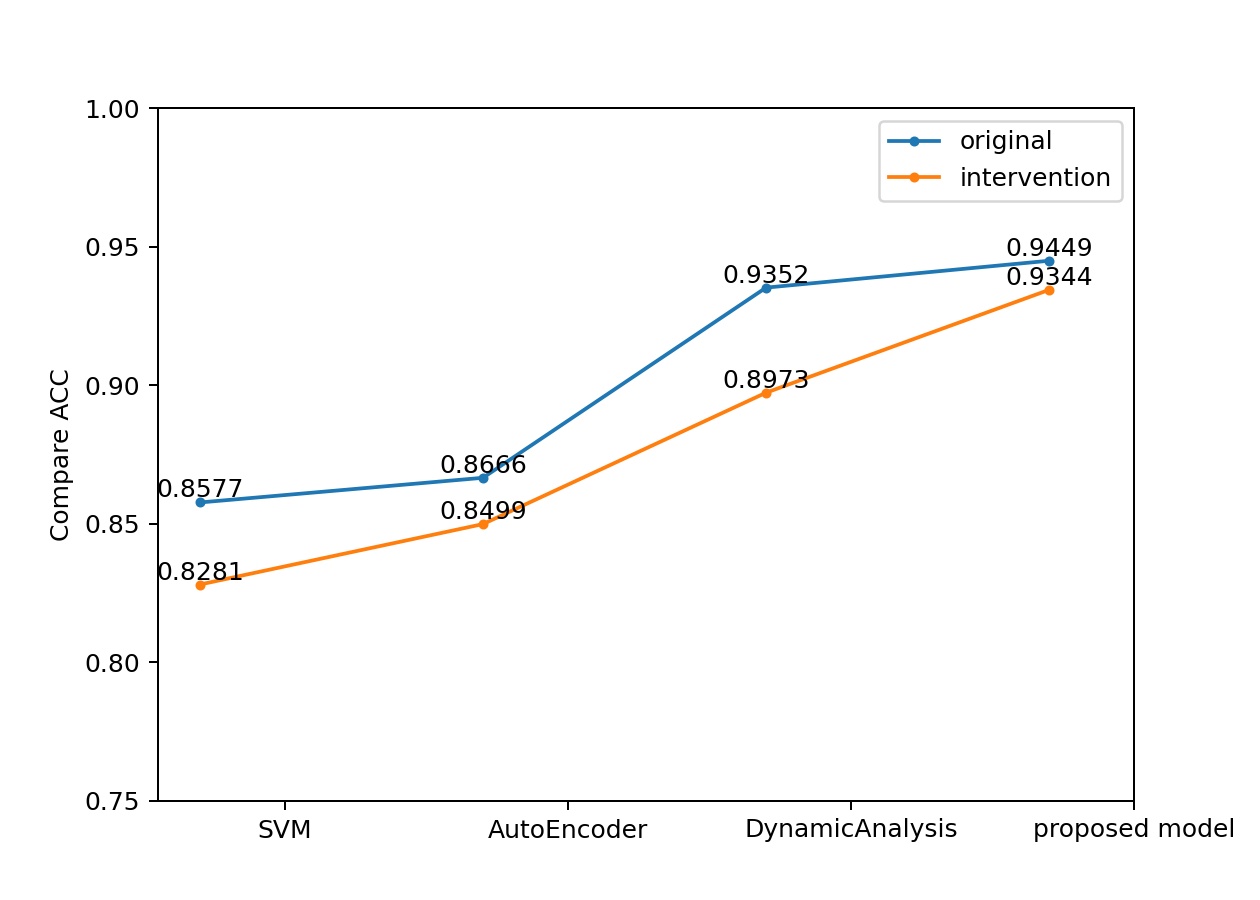 1.00
original
intervention
0.95
0.9449
0.9352
0.9344
0.90
0.8973
Compare ACC
0.8666
0.8577
0.85
0.8499
0.8281
0.80
0.75
SVM
AutoEncoder
DynamicAnalysis
proposed model